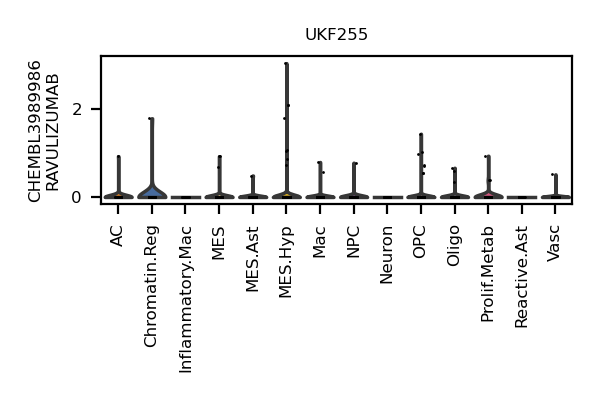 UKF255
CHEMBL3989986
RAVULIZUMAB
2
0
AC
Chromatin.Reg
Inflammatory.Mac
MES
MES.Ast
MES.Hyp
Mac
NPC
Neuron
OPC
Oligo
Prolif.Metab
Reactive.Ast
Vasc